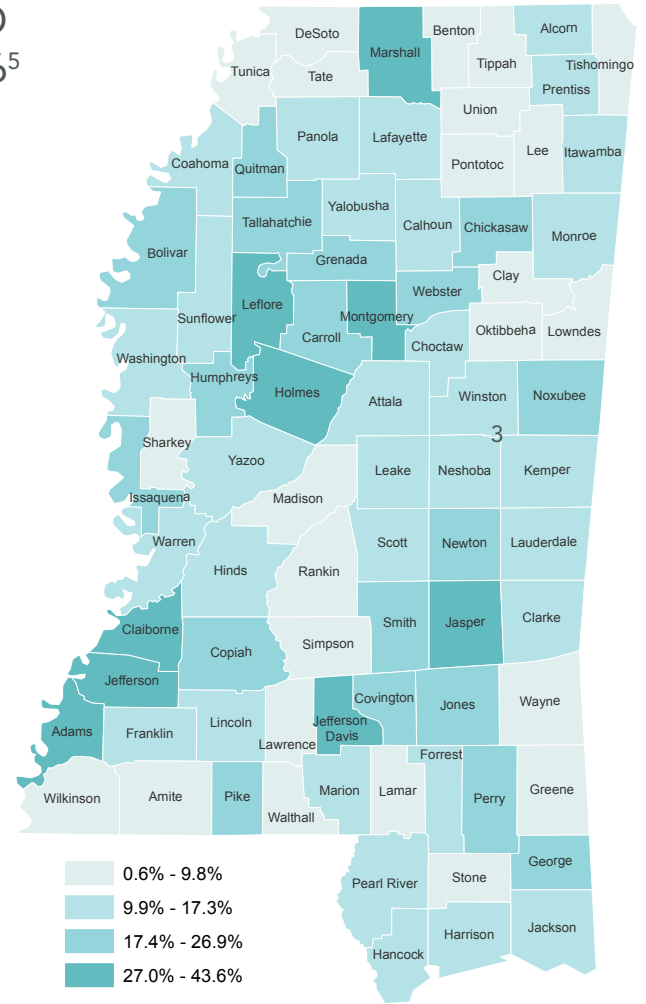 5
DeSoto
Benton
Alcorn
Marshall
Tippah
Tishomingo
Tunica
Tate
Prentiss
Union
Panola
Lafayette
Lee
Itawamba
Coahoma
Quitman
Pontotoc
Yalobusha
Tallahatchie
Calhoun
Chickasaw
Monroe
Bolivar
Grenada
Clay
Webster
Leflore
Montgomery
Sunflower
Carroll
Oktibbeha
Lowndes
Choctaw
Washington
Humphreys
Holmes
Attala
Winston
Noxubee
3
Sharkey
Yazoo
Leake
Neshoba
Kemper
Issaquena
Madison
Warren
Scott
Newton
Lauderdale
Hinds
Rankin
Claiborne
Smith
Jasper
Clarke
Copiah
Simpson
Jefferson
Covington
Jones
Wayne
Adams
Franklin
Lincoln
Jefferson
Davis
Lawrence
Forrest
Wilkinson
Amite
Pike
Marion
Lamar
Perry
Greene
Walthall
George
Pearl River
Stone
Jackson
Harrison
Hancock
0.6% - 9.8%
9.9% - 17.3%
17.4% - 26.9%
27.0% - 43.6%